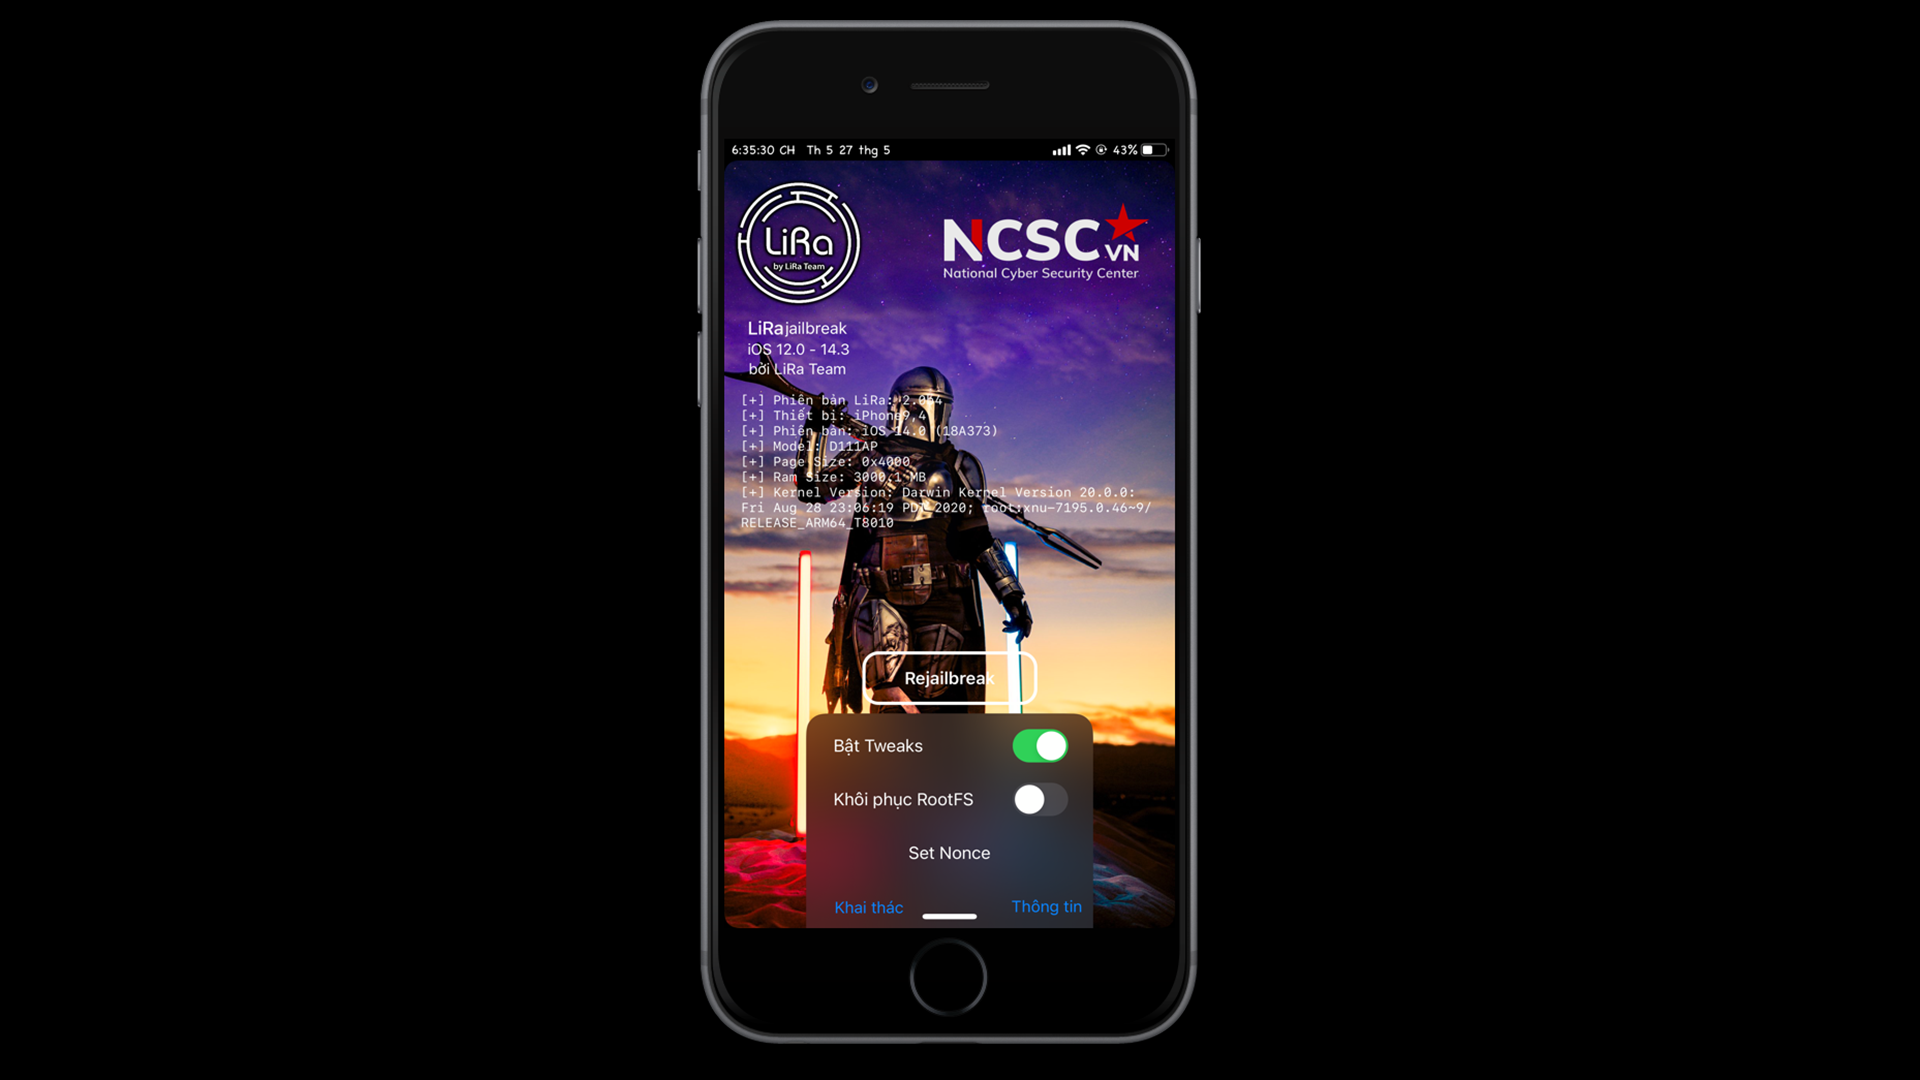 6:35:30 CH Th 5 27 thg 5 43%
LiRa
by LiRa Team
NCSC.VN
National Cyber Security Center
LiRajailbreak
iOS 12.0 - 14.3
bởi LiRa Team
[+] Phiên bản LiRa:
[+] Thiết bị: iPhone9,4
[+] Phiên bản: iOS 14.0 (18A373)
[+] Model: D111AP
[+] Page Size: 0x4000
[+] Ram Size: 3000.1 MB
[+] Kernel Version: Darwin Kernel Version 20.0.0:
Fri Aug 28 23:06:19 PDT 2020; root:xnu-7195.0.46~9/
RELEASE_ARM64_T8010
Rejailbreak
Bật Tweaks
Khôi phục RootFS
Set Nonce
Khai thác Thông tin